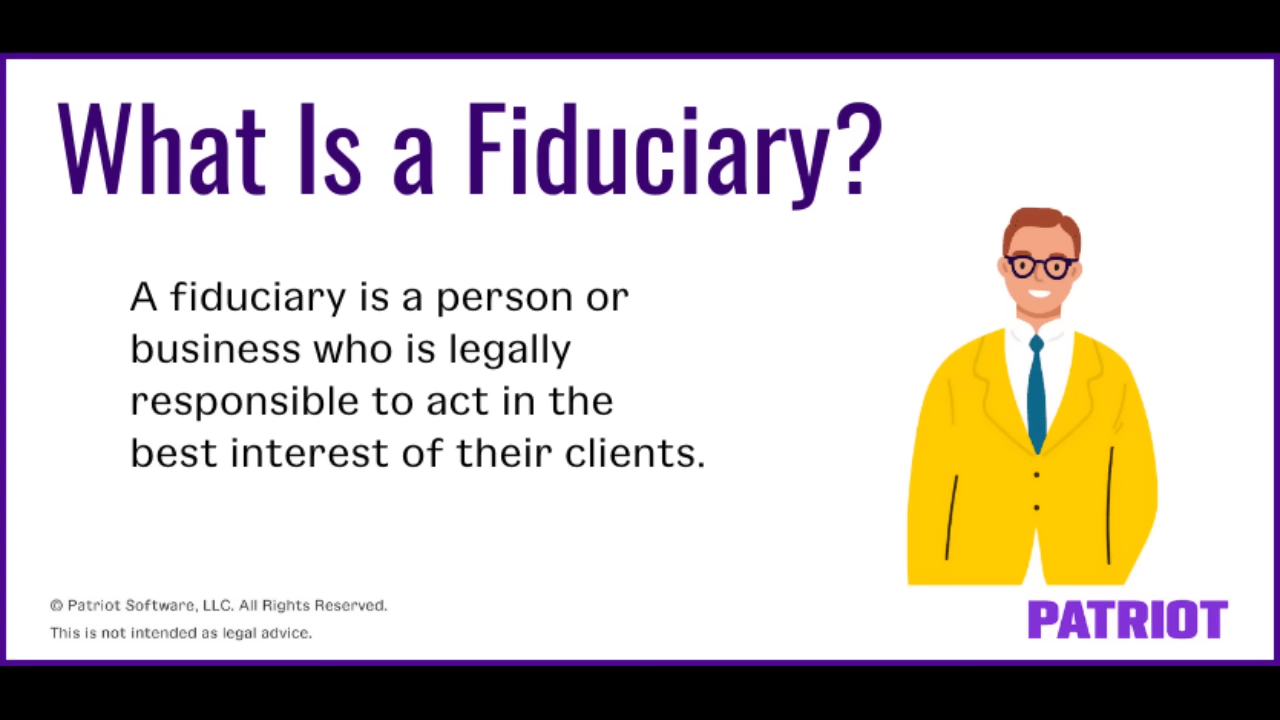 What Is a Fiduciary?
A fiduciary is a person or
business who is legally
responsible to act in the
best interest of their clients.
© Patriot Software, LLC. All Rights Reserved.
This is not intended as legal advice.
PATRIOT